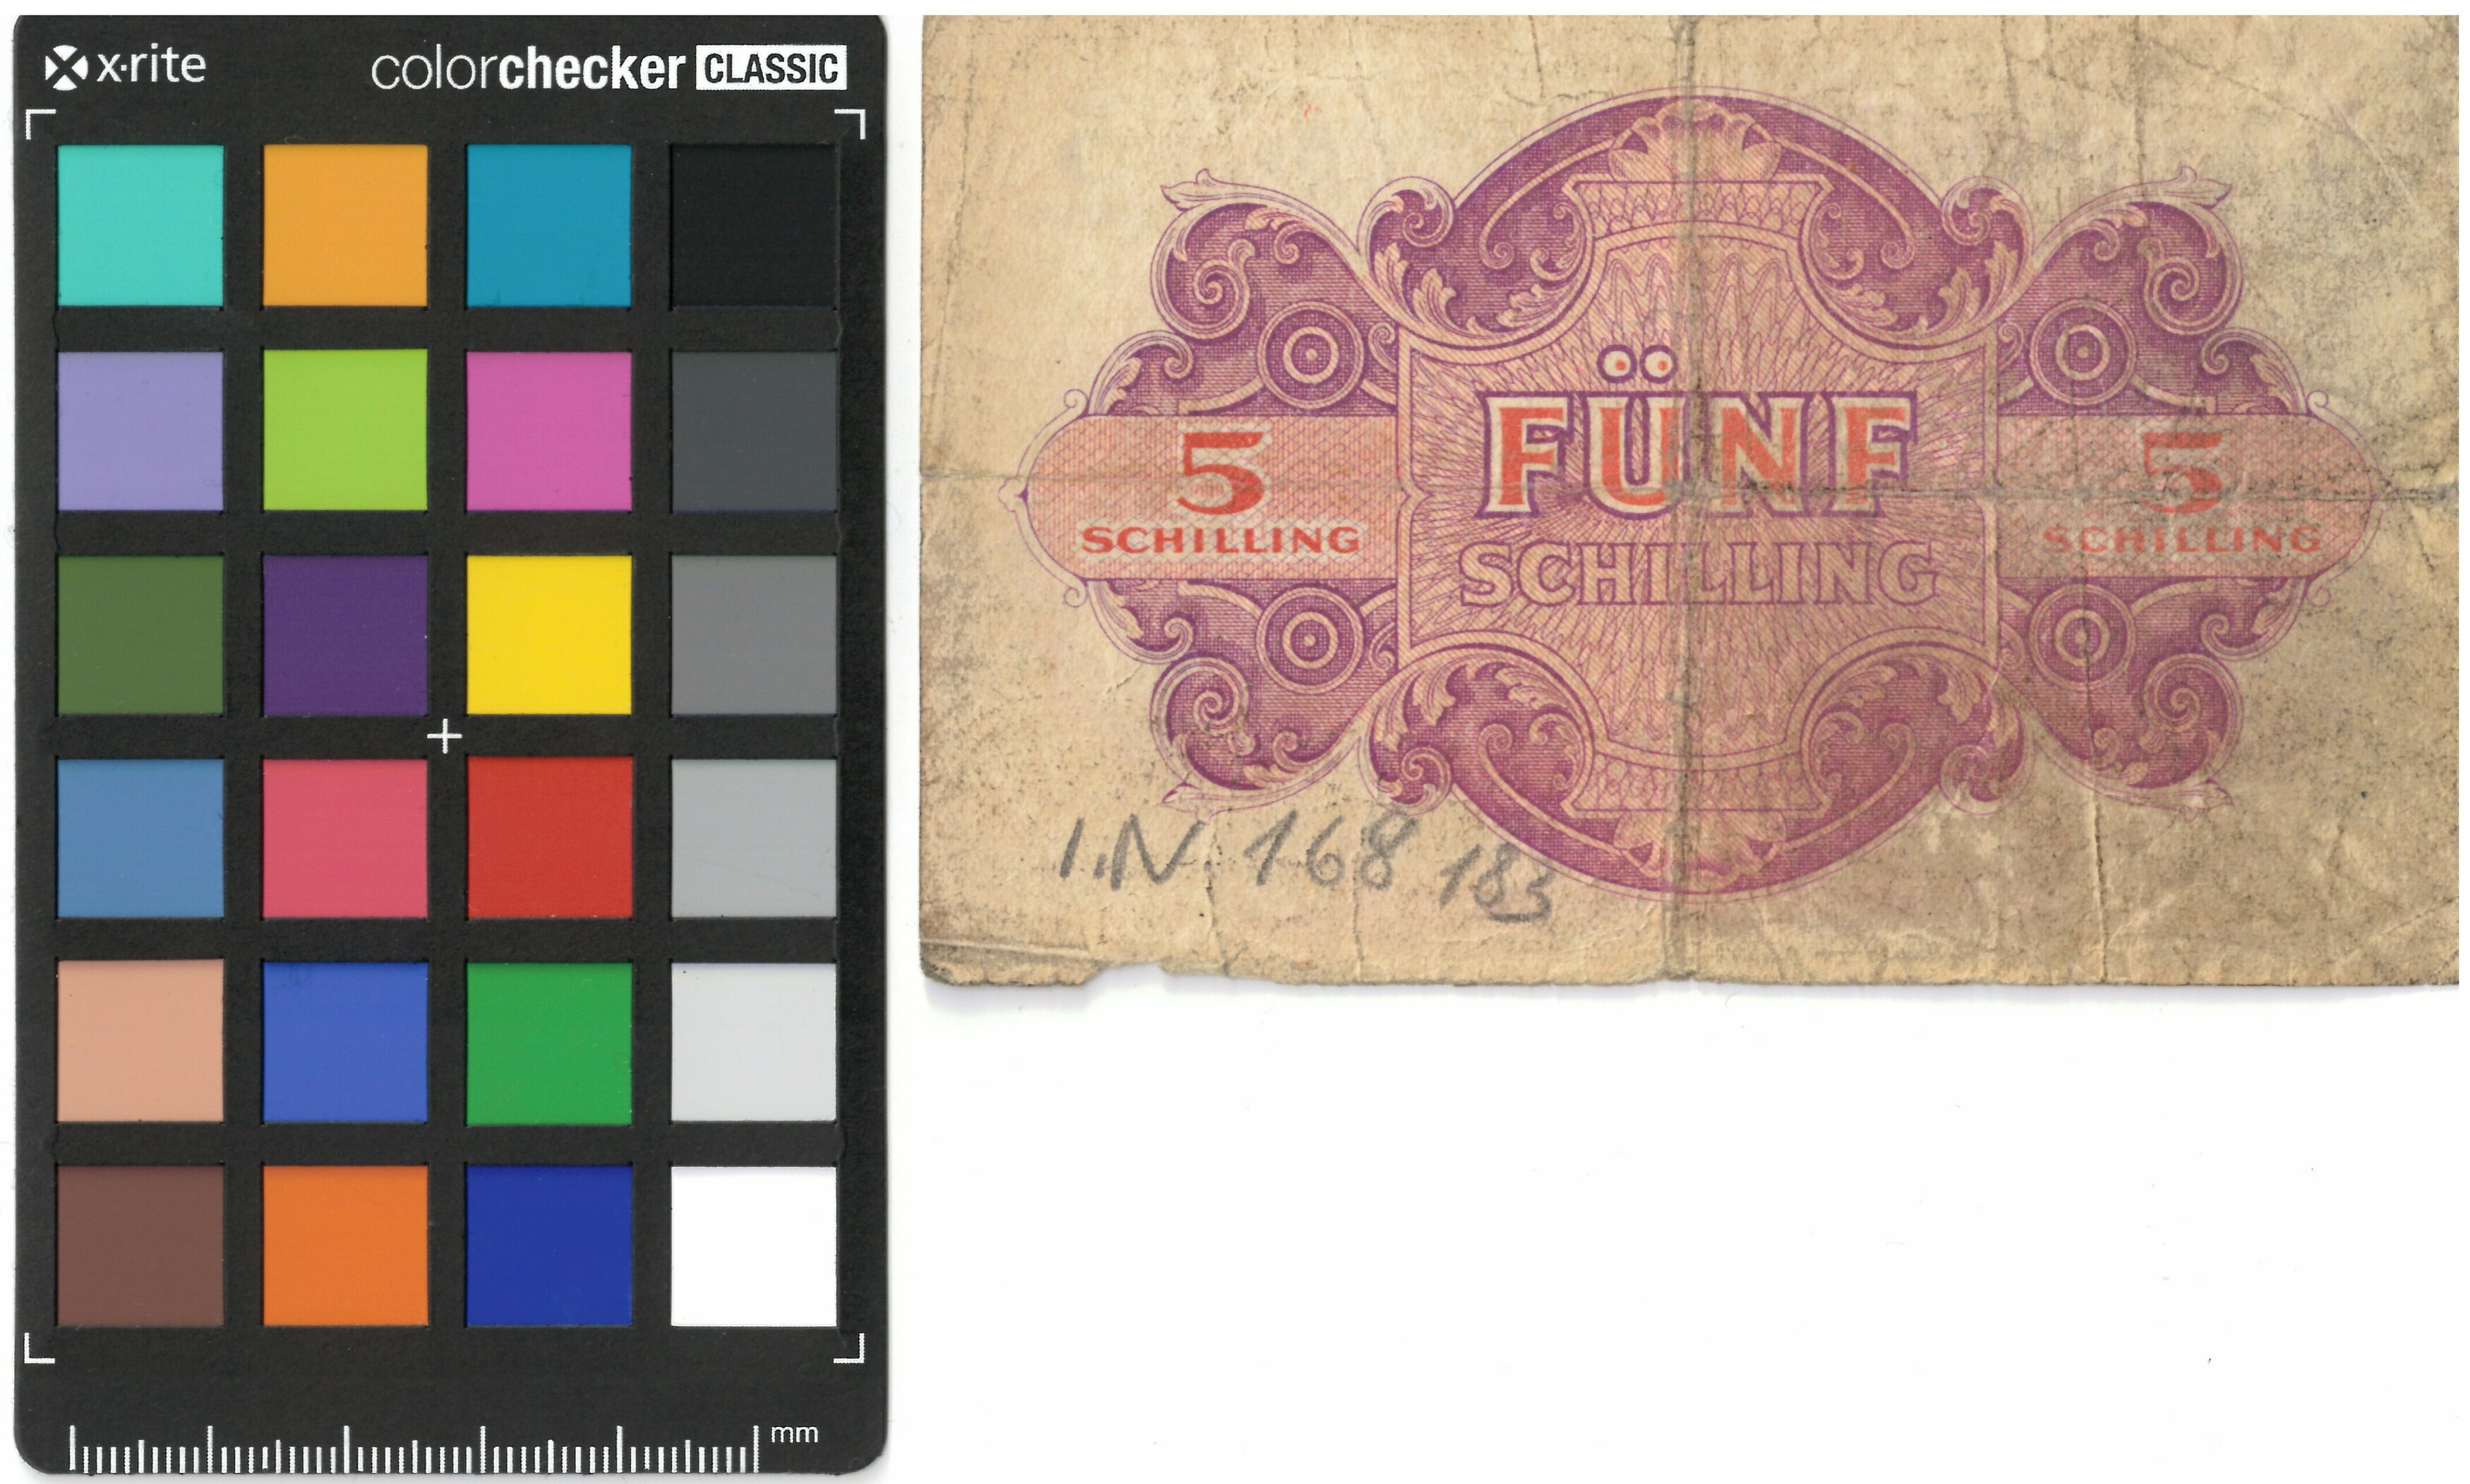 x·rite
colorchecker CLASSIC
mm
FÜNF
SCHILLING
5
SCHILLING
5
SCHILLING
I.N. 168 183